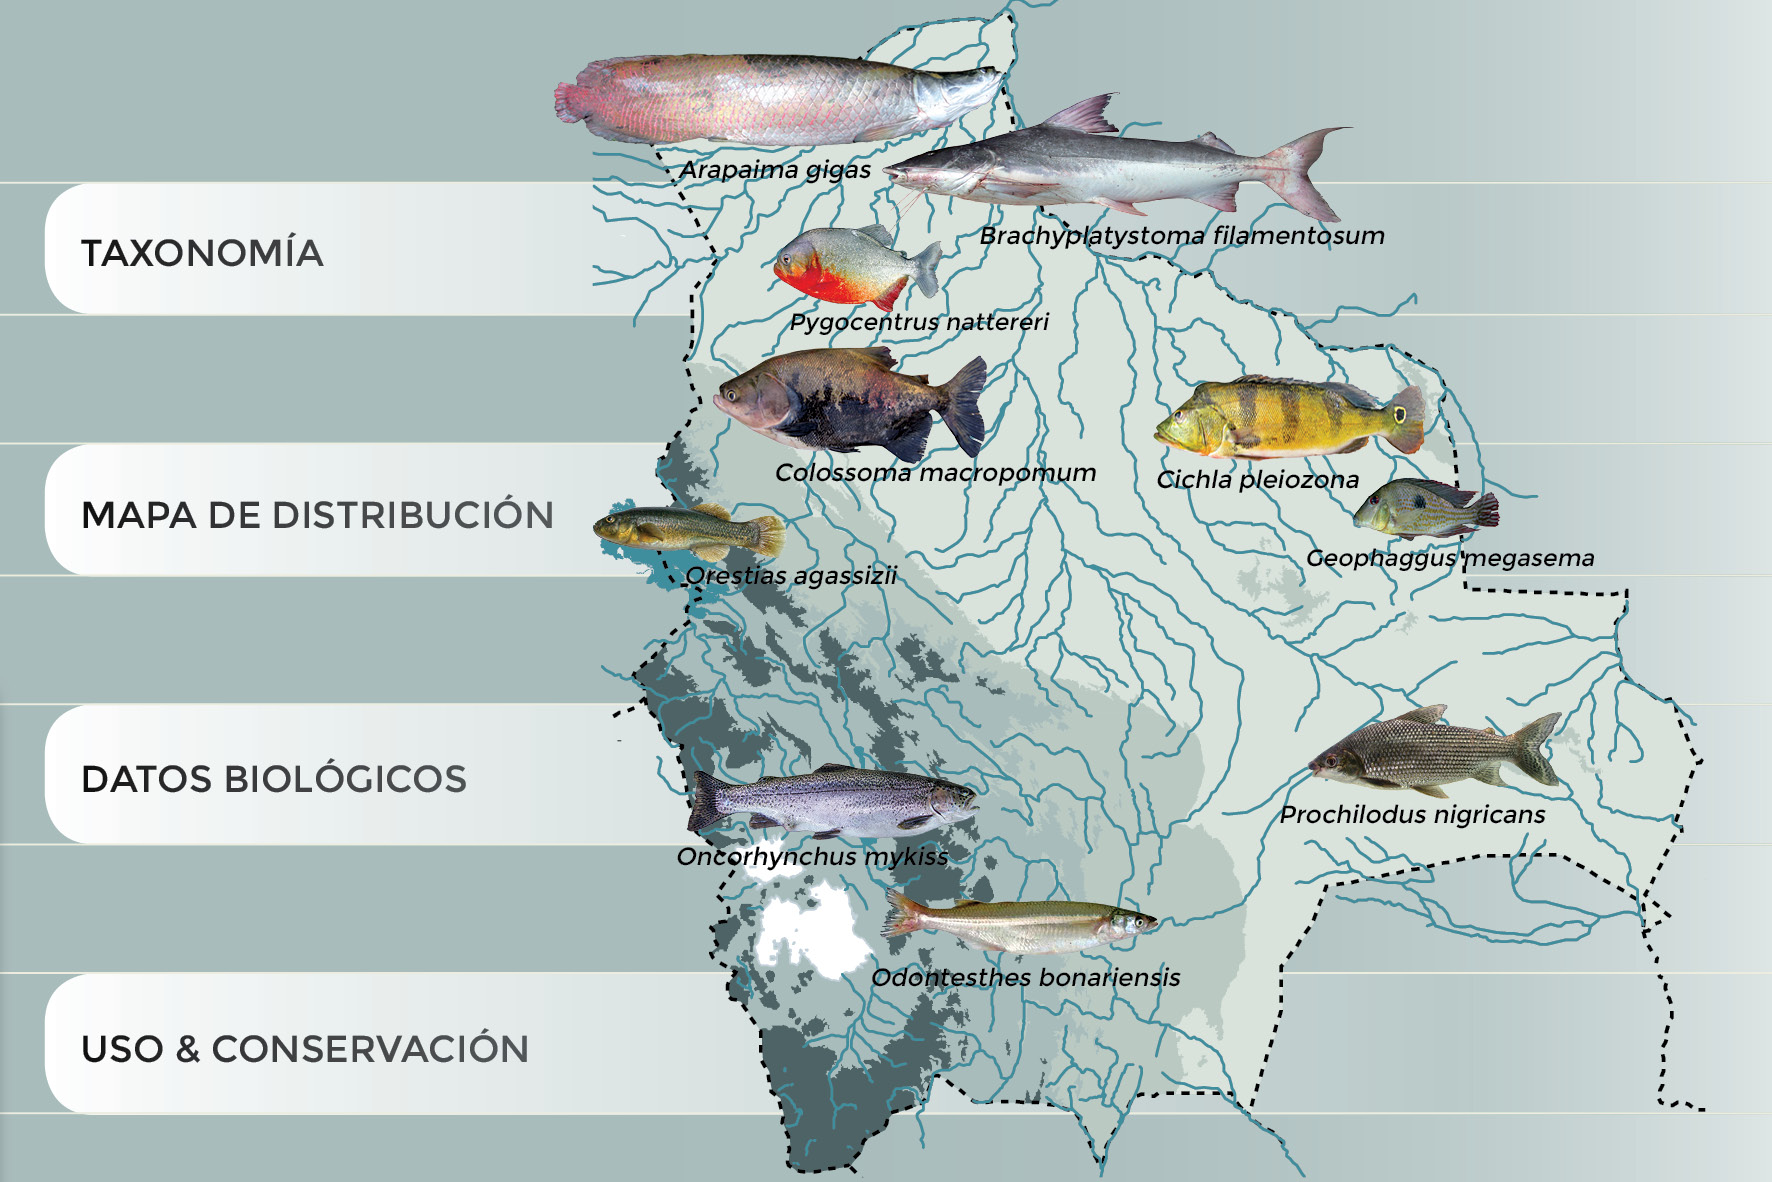 Arapaima gigas
Brachyplatystoma filamentosum
TAXONOMÍA
Pygocentrus nattereri
Colossoma macropomum
Cichla pleiozona
MAPA DE DISTRIBUCIÓN
Geophaggus megasema
Orestias agassizii
DATOS BIOLÓGICOS
Prochilodus nigricans
Oncorhynchus mykiss
Odontesthes bonariensis
USO & CONSERVACIÓN